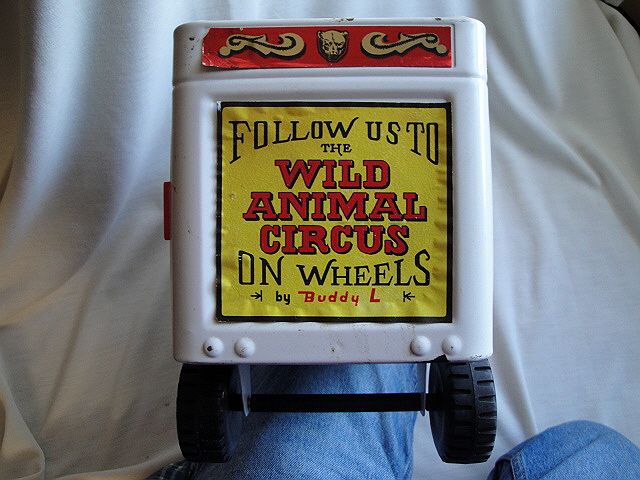 FOLLOW US TO
THE
WILD
ANIMAL
CIRCUS
ON WHEELS
by Buddy L